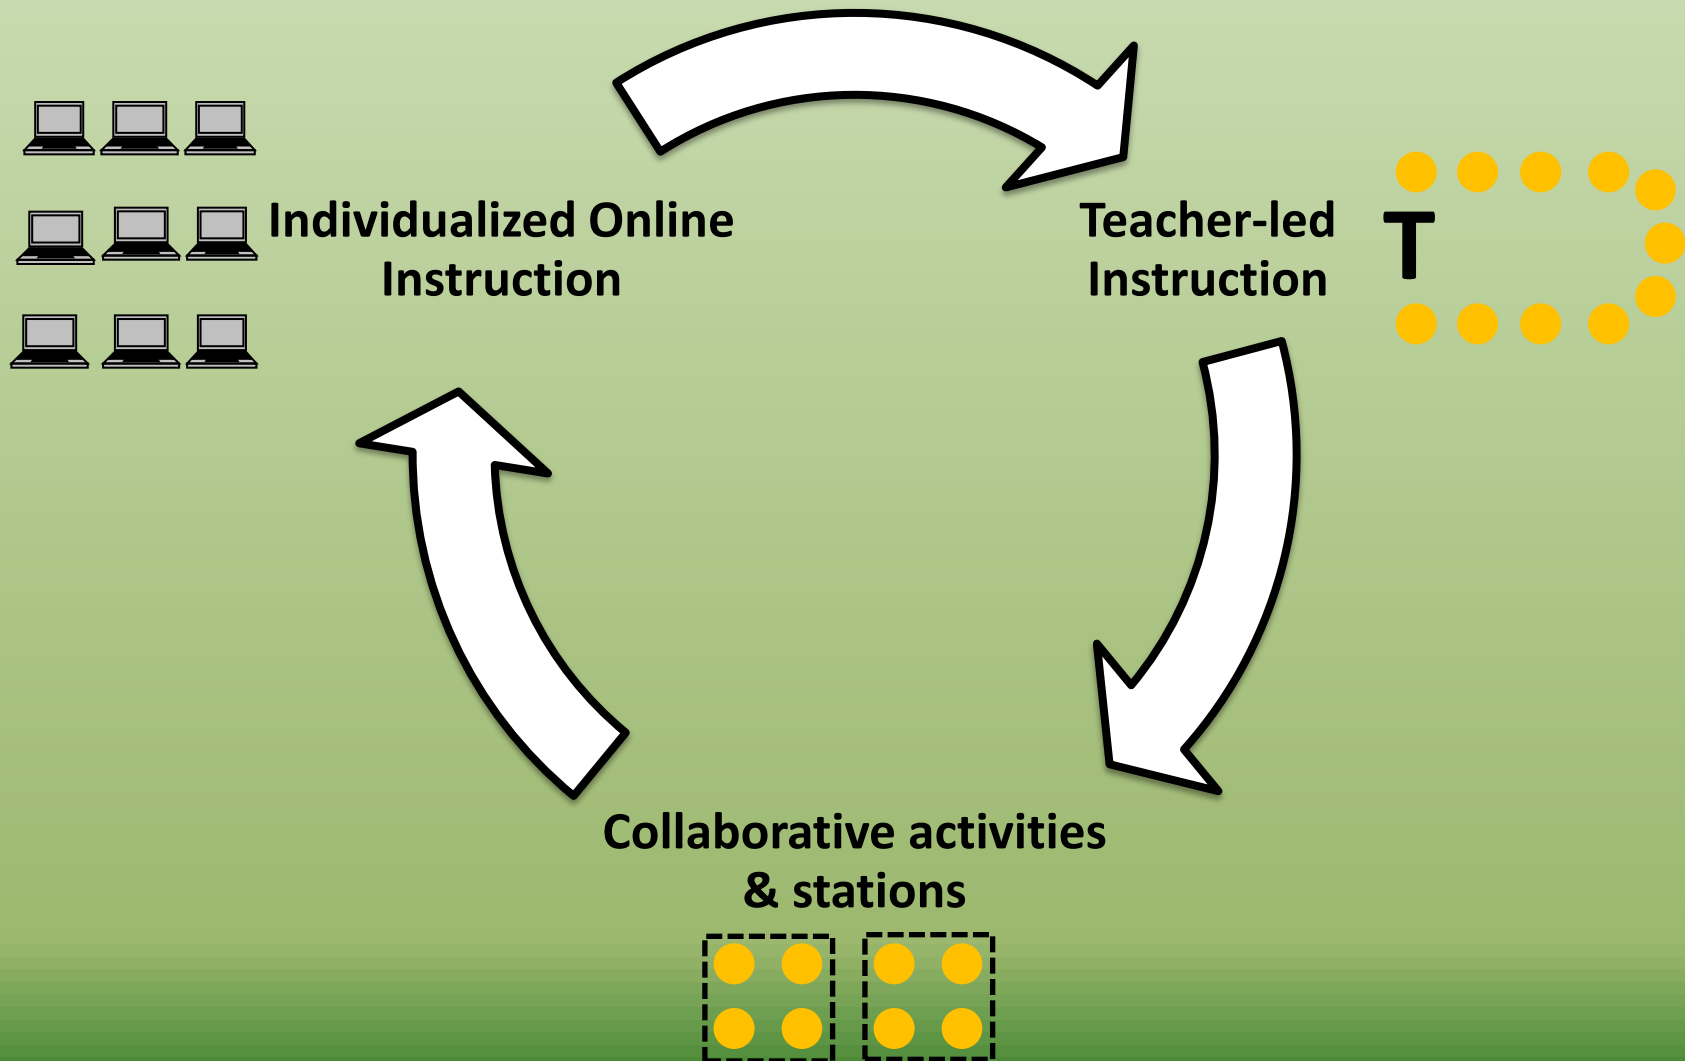 Individualized Online
Instruction
Teacher-led
Instruction
T
Collaborative activities
& stations